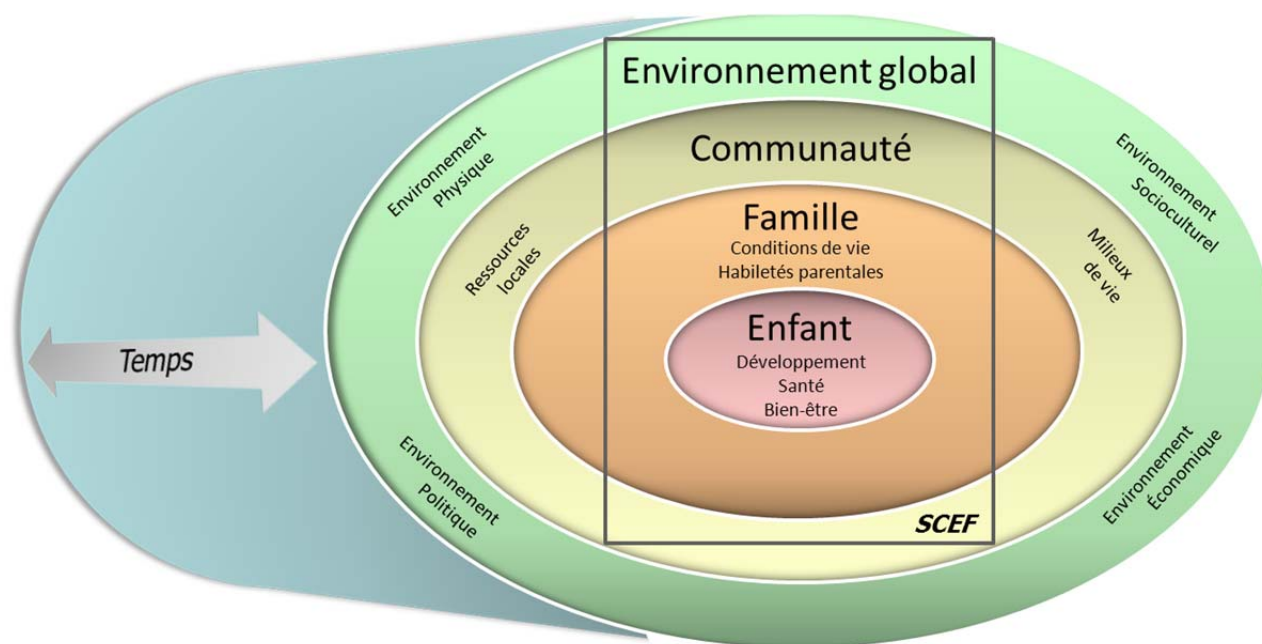 Environnement global
Communauté
Famille
Conditions de vie
Habiletés parentales
Enfant
Développement
Santé
Bien-être
Environnement
Physique
Environnement
Socioculturel
Ressources
locales
Milieux
de vie
Temps
Environnement
Politique
Environnement
Économique
SCEF